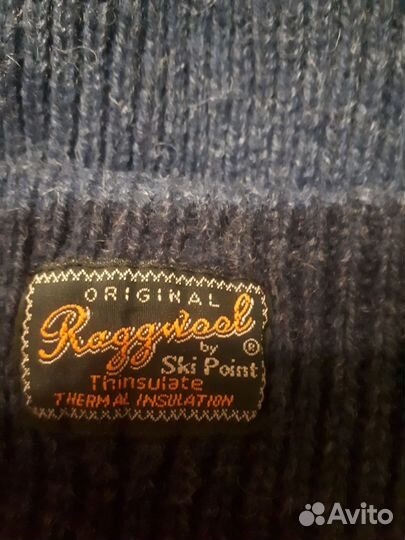 ORIGINAL
Raggwool ®
by
Ski Point
Thinsulate
THERMAL INSULATION
Avito